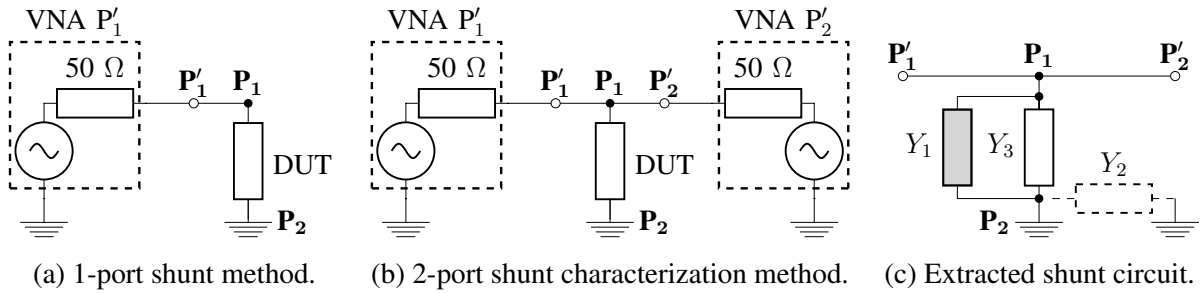 VNA P′₁
50 Ω
P′₁
P₁
DUT
P₂
(a) 1-port shunt method.
VNA P′₁
VNA P′₂
50 Ω
P′₁
P₁
P′₂
50 Ω
DUT
P₂
(b) 2-port shunt characterization method.
P′₁
P₁
P′₂
Y₁
Y₃
Y₂
P₂
(c) Extracted shunt circuit.